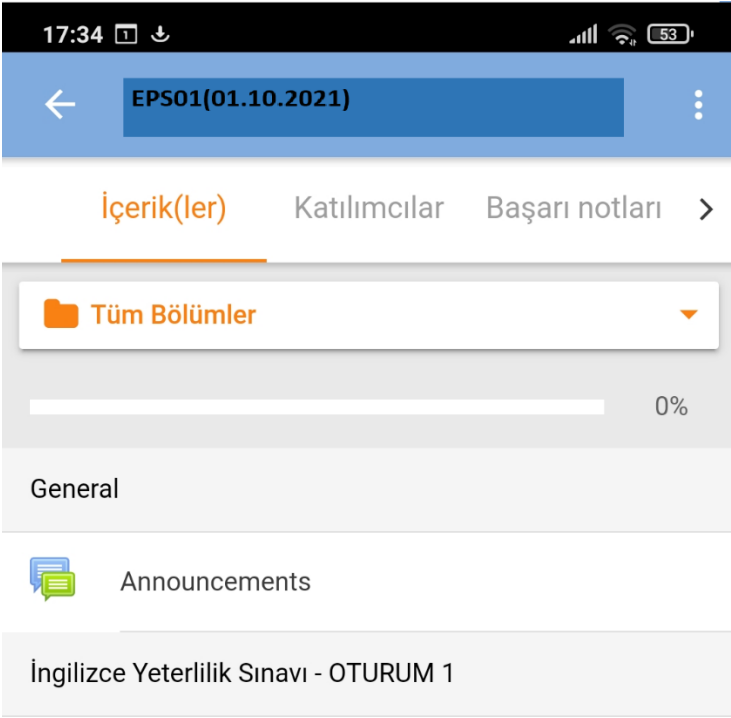 17:34 1 53
EPS01(01.10.2021)
İçerik(ler) Katılımcılar Başarı notları
Tüm Bölümler
0%
General
Announcements
İngilizce Yeterlilik Sınavı - OTURUM 1